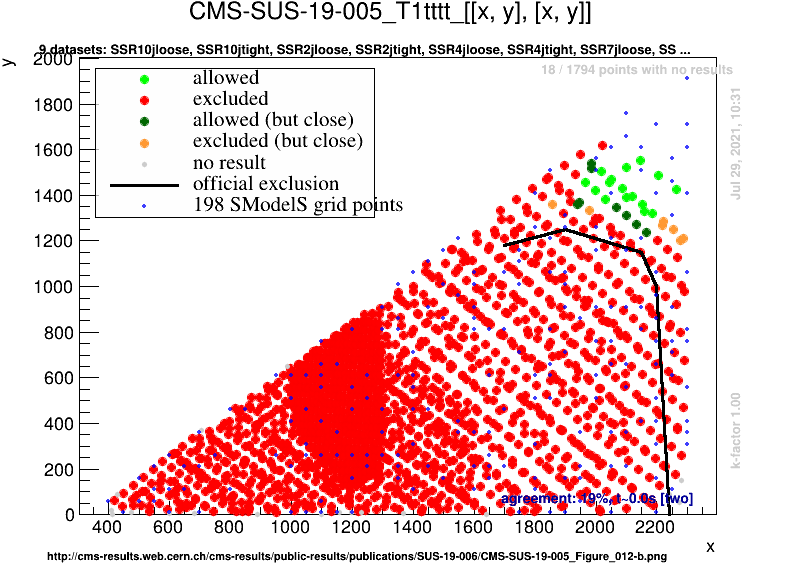 CMS-SUS-19-005_T1tttt_[[x, y], [x, y]]
9 datasets: SSR10jloose, SSR10jtight, SSR2jloose, SSR2jtight, SSR4jloose, SSR4jtight, SSR7jloose, SS ...
y
18 / 1794 points with no results
allowed
excluded
allowed (but close)
excluded (but close)
no result
official exclusion
198 SModelS grid points
Jul 29, 2021, 10:31
k-factor 1.00
2000
1800
1600
1400
1200
1000
800
600
400
200
0
agreement: 19%, t~0.0s [two]
400 600 800 1000 1200 1400 1600 1800 2000 2200
x
http://cms-results.web.cern.ch/cms-results/public-results/publications/SUS-19-006/CMS-SUS-19-005_Figure_012-b.png